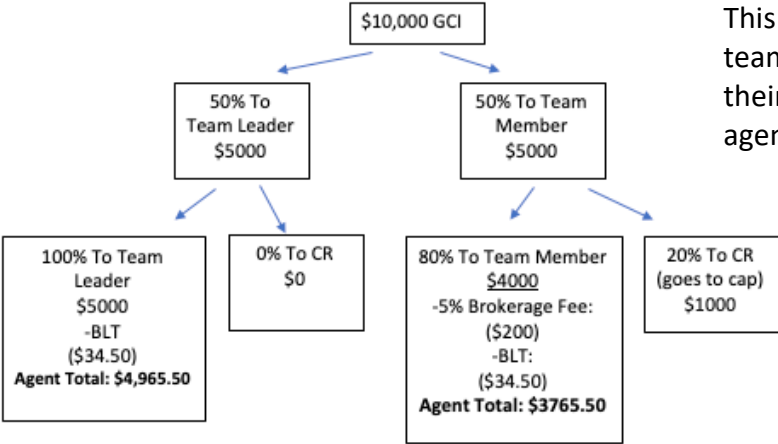 $10,000 GCI
This
team
their
agen
50% To
Team Leader
$5000
50% To Team
Member
$5000
100% To Team
Leader
$5000
-BLT
($34.50)
Agent Total: $4,965.50
0% To CR
$0
80% To Team Member
$4000
-5% Brokerage Fee:
($200)
-BLT:
($34.50)
Agent Total: $3765.50
20% To CR
(goes to cap)
$1000